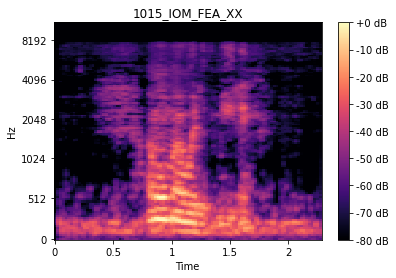 1015_IOM_FEA_XX
8192
4096
2048
1024
512
0
Hz
0 0.5 1 1.5 2
Time
+0 dB
-10 dB
-20 dB
-30 dB
-40 dB
-50 dB
-60 dB
-70 dB
-80 dB